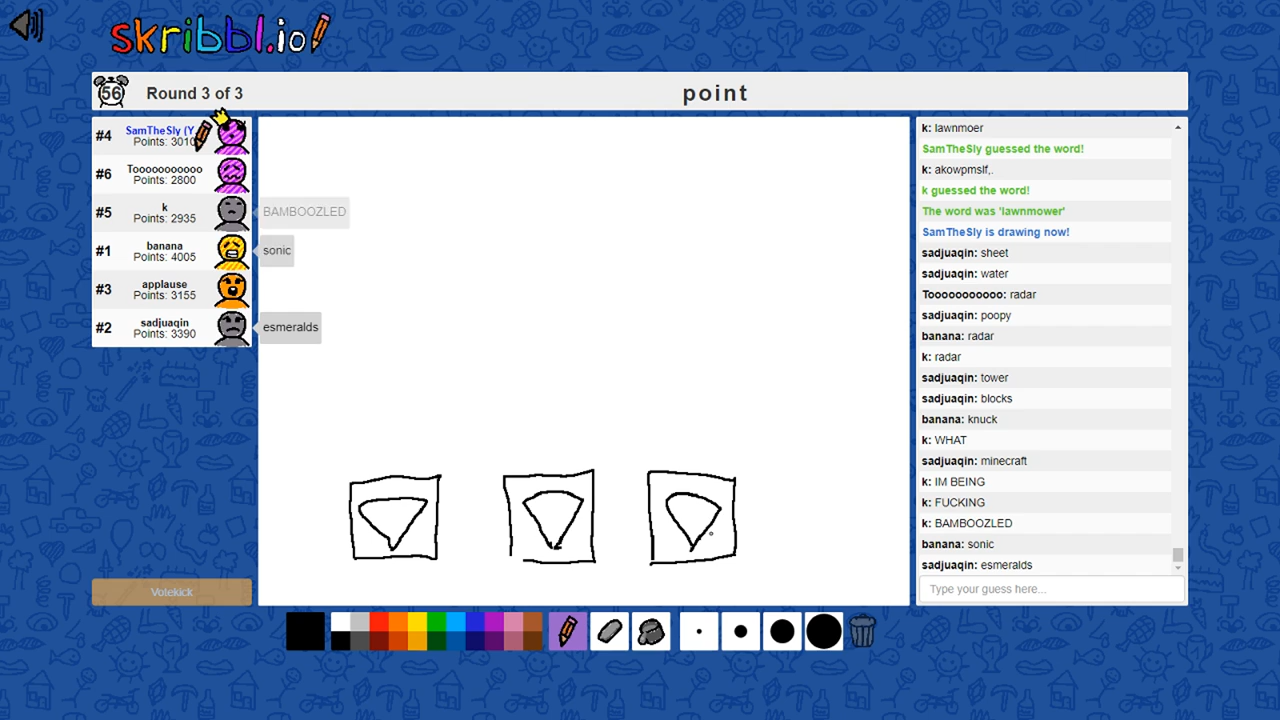 skribbl.io
56
Round 3 of 3
point
#4
SamTheSly (Y
Points: 3010
#6
Tooooooooooo
Points: 2800
#5
k
Points: 2935
BAMBOOZLED
#1
banana
Points: 4005
sonic
#3
applause
Points: 3155
#2
sadjuaqin
Points: 3390
esmeralds
Votekick
k: lawnmoer
SamTheSly guessed the word!
k: akowpmslf,.
k guessed the word!
The word was 'lawnmower'
SamTheSly is drawing now!
sadjuaqin: sheet
sadjuaqin: water
Tooooooooooo: radar
sadjuaqin: poopy
banana: radar
k: radar
sadjuaqin: tower
sadjuaqin: blocks
banana: knuck
k: WHAT
sadjuaqin: minecraft
k: IM BEING
k: FUCKING
k: BAMBOOZLED
banana: sonic
sadjuaqin: esmeralds
Type your guess here...